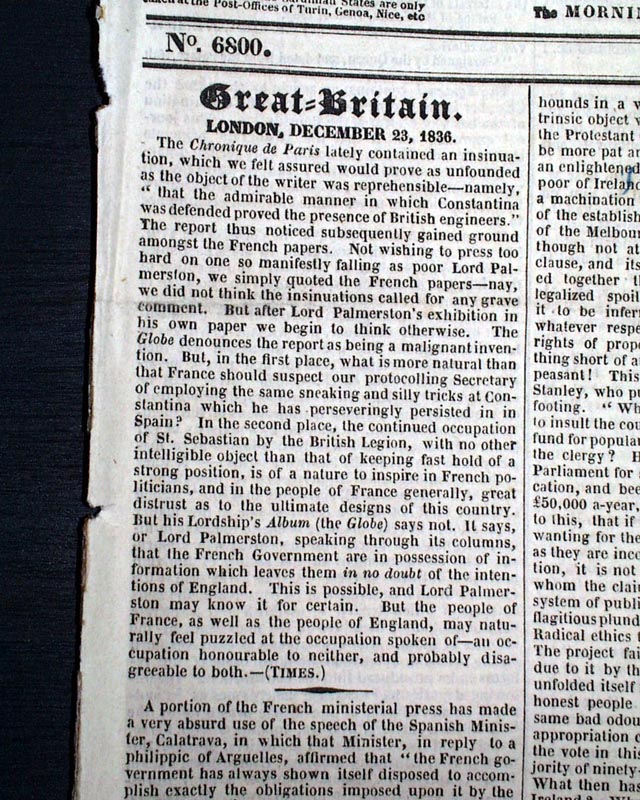 at the Post-Offices of Turin, Genoa, Nice, etc
The MORNIN
No. 6800.
Great-Britain.
LONDON, DECEMBER 23, 1836.
The Chronique de Paris lately contained an insinua-
tion, which we felt assured would prove as unfounded
as the object of the writer was reprehensible—namely,
“ that the admirable manner in which Constantina
was defended proved the presence of British engineers.”
The report thus noticed subsequently gained ground
amongst the French papers. Not wishing to press too
hard on one so manifestly falling as poor Lord Pal-
merston, we simply quoted the French papers—nay,
we did not think the insinuations called for any grave
comment. But after Lord Palmerston's exhibition in
his own paper we begin to think otherwise. The
Globe denounces the report as being a malignant inven-
tion. But, in the first place, what is more natural than
that France should suspect our protocolling Secretary
of employing the same sneaking and silly tricks at Con-
stantina which he has perseveringly persisted in in
Spain? In the second place, the continued occupation
of St. Sebastian by the British Legion, with no other
intelligible object than that of keeping fast hold of a
strong position, is of a nature to inspire in French po-
liticians, and in the people of France generally, great
distrust as to the ultimate designs of this country.
But his Lordship's Album (the Globe) says not. It says,
or Lord Palmerston, speaking through its columns,
that the French Government are in possession of in-
formation which leaves them in no doubt of the inten-
tions of England. This is possible, and Lord Palmer-
ston may know it for certain. But the people of
France, as well as the people of England, may natu-
rally feel puzzled at the occupation spoken of—an oc-
cupation honourable to neither, and probably disa-
greeable to both.—(TIMES.)
A portion of the French ministerial press has made
a very absurd use of the speech of the Spanish Minis-
ter, Calatrava, in which that Minister, in reply to a
philippic of Arguelles, affirmed that “ the French go-
vernment has always shown itself disposed to accom-
plish exactly the obligations imposed upon it by the
hounds in a
trinsic object
the Protestant
be more pat an
an enlightened
poor of Irelan
a machination
of the establis
of the Melbou
though not at
clause, and its
ed together
legalized spoil
it to be infer
whatever respe
rights of prope
thing short of a
peasant! This
Stanley, who pu
footing. “ Wh
to insult the cou
fund for popular
the clergy? H
Parliament for
cation, and bee
£50,000 a-year,
to this, that if
wanting for the
as they are inco
tion, it is not
whom the clai
system of public
flagitious plund
Radical ethics
The project fai
due to it by th
unfolded itself
honest people
same bad odou
appropriation c
the vote in this
jority of ninety-
What then has